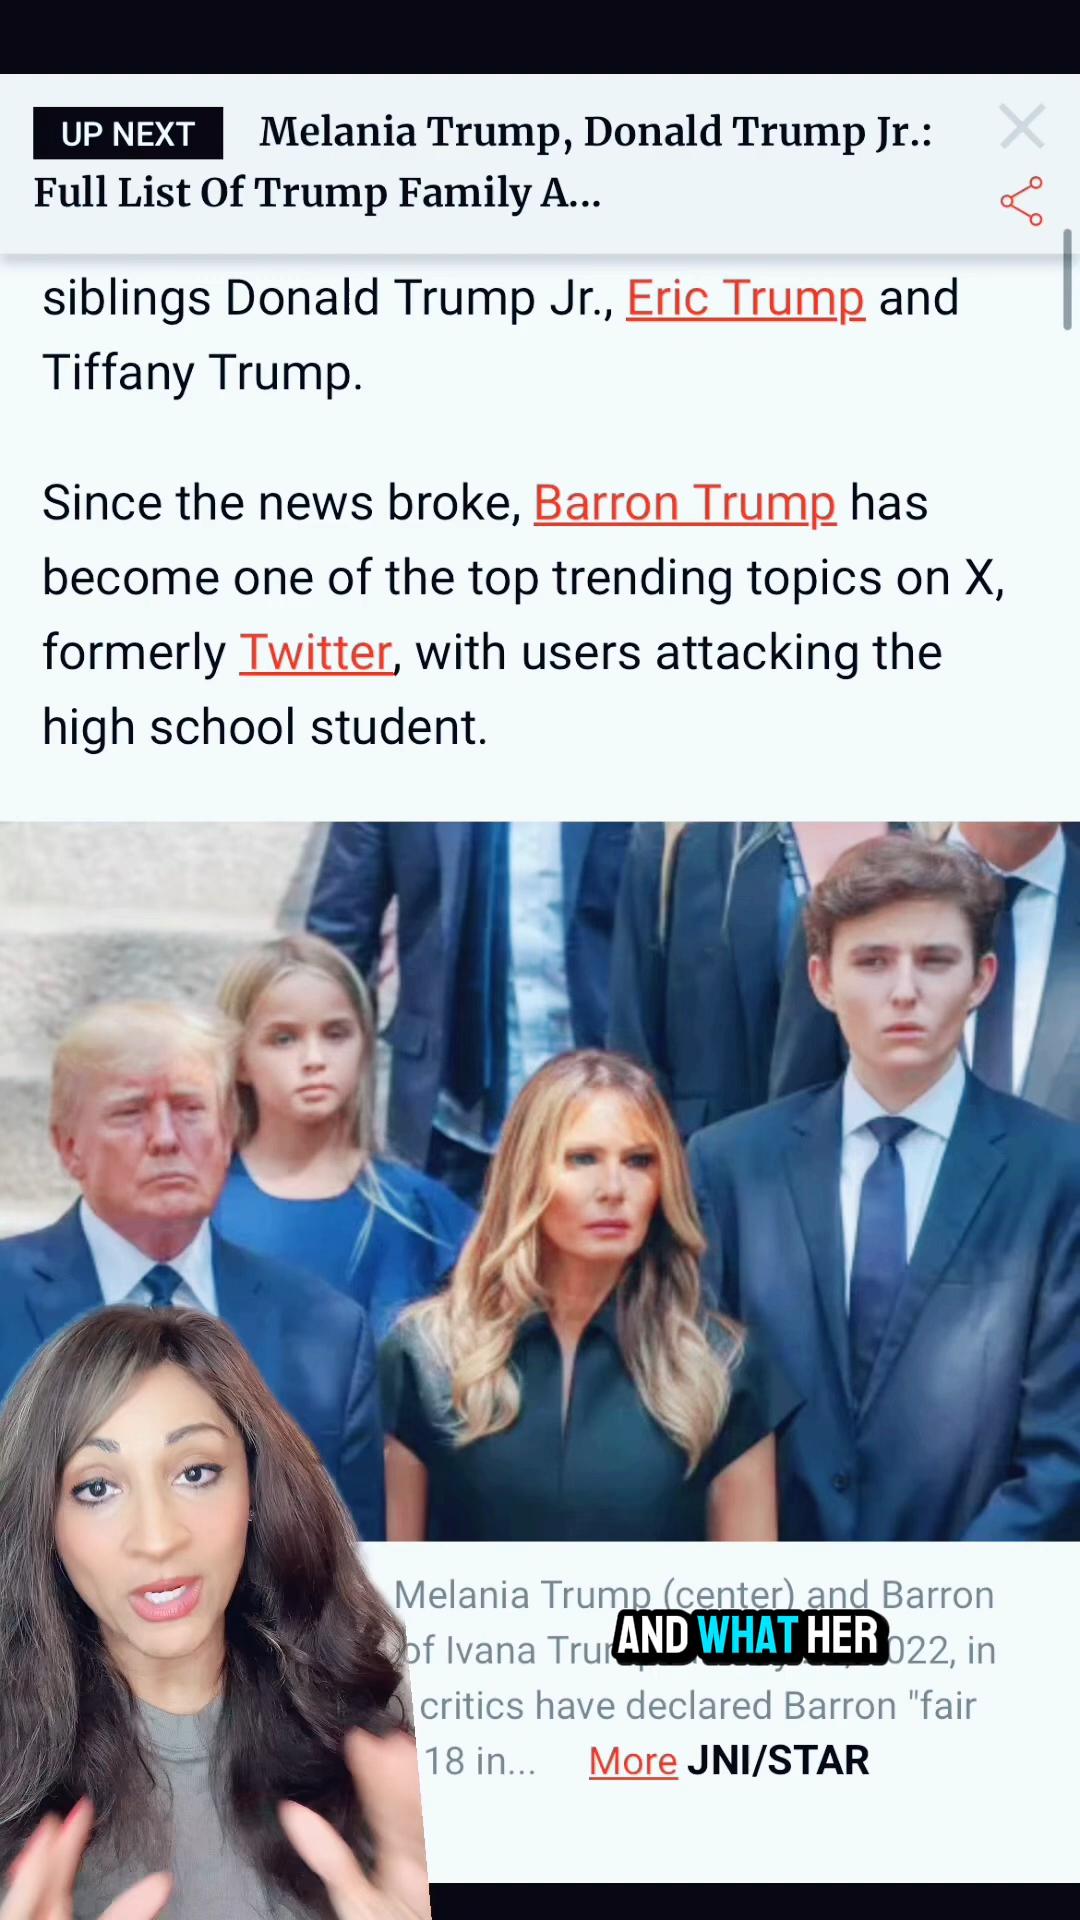 UP NEXT Melania Trump, Donald Trump Jr.:
Full List Of Trump Family A...
siblings Donald Trump Jr., Eric Trump and
Tiffany Trump.
Since the news broke, Barron Trump has
become one of the top trending topics on X,
formerly Twitter, with users attacking the
high school student.
Melania Trump (center) and Barron
AND WHAT HER
of Ivana 022, in
critics have declared Barron "fair
18 in... More JNI/STAR